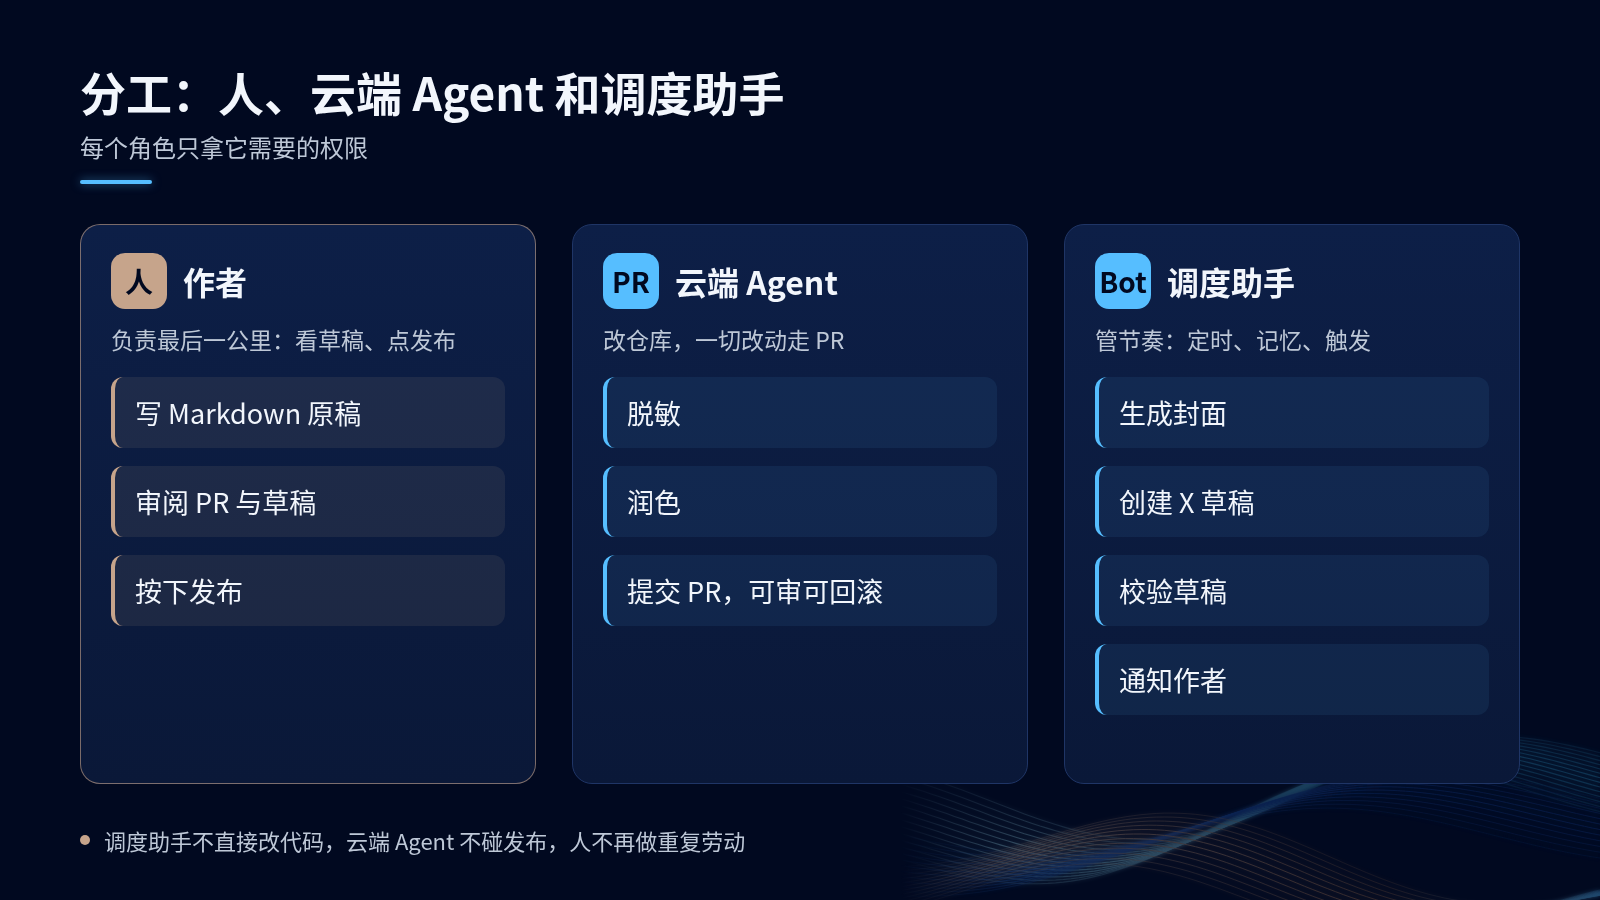 分工：人、云端 Agent 和调度助手
每个角色只拿它需要的权限
人 作者
负责最后一公里：看草稿、点发布
写 Markdown 原稿
审阅 PR 与草稿
按下发布
PR 云端 Agent
改仓库，一切改动走 PR
脱敏
润色
提交 PR，可审可回滚
Bot 调度助手
管节奏：定时、记忆、触发
生成封面
创建 X 草稿
校验草稿
通知作者
调度助手不直接改代码，云端 Agent 不碰发布，人不再做重复劳动